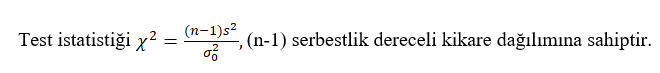 Test istatistiği χ² = (n−1)s²/σ₀², (n-1) serbestlik dereceli kikare dağılımına sahiptir.